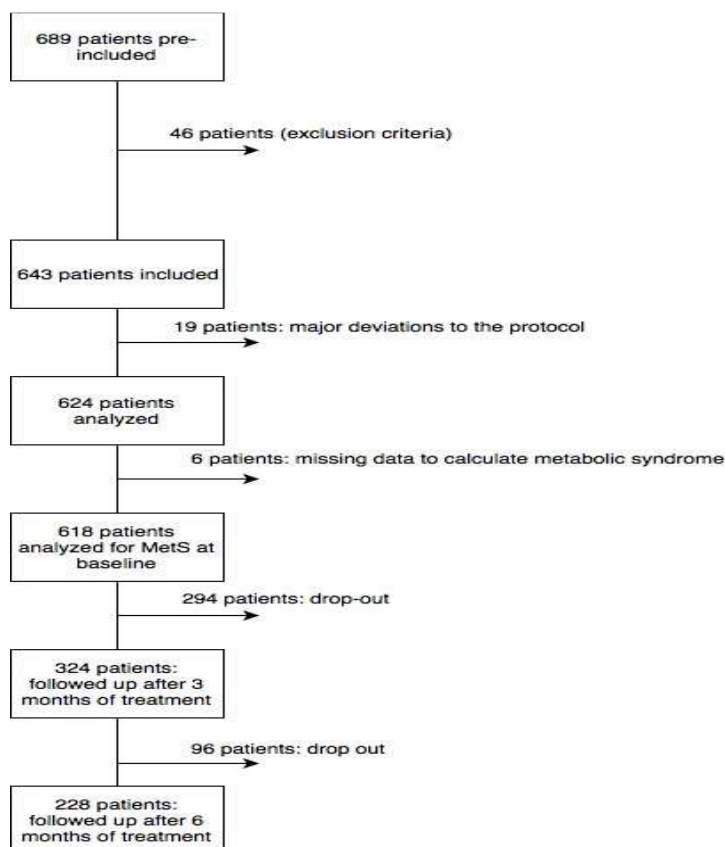 689 patients pre-
included
46 patients (exclusion criteria)
643 patients included
19 patients: major deviations to the protocol
624 patients
analyzed
6 patients: missing data to calculate metabolic syndrome
618 patients
analyzed for MetS at
baseline
294 patients: drop-out
324 patients:
followed up after 3
months of treatment
96 patients: drop out
228 patients:
followed up after 6
months of treatment